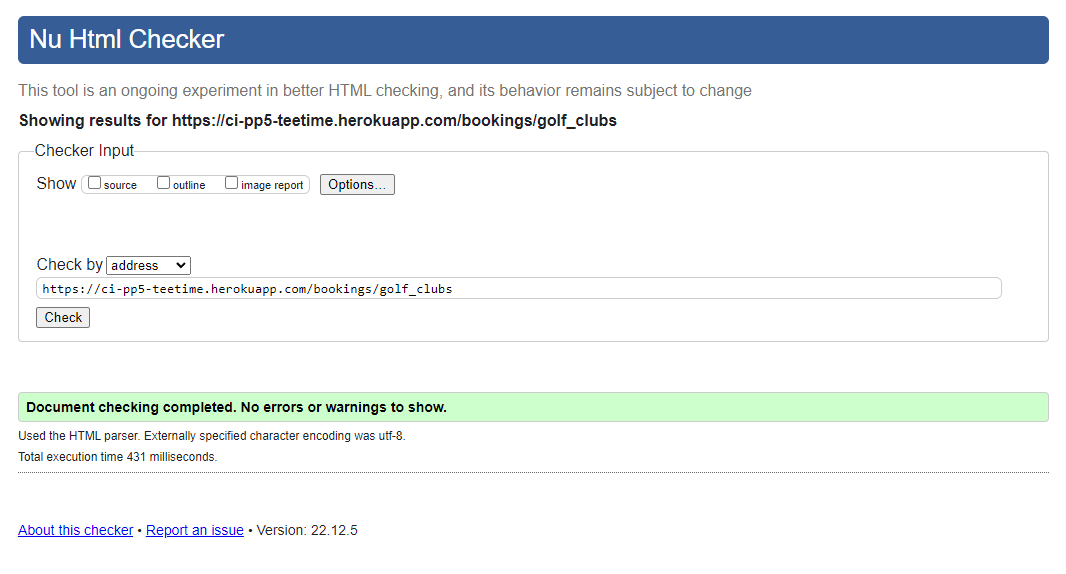 Nu Html Checker
This tool is an ongoing experiment in better HTML checking, and its behavior remains subject to change
Showing results for https://ci-pp5-teetime.herokuapp.com/bookings/golf_clubs
Checker Input
Show source outline image report Options...
Check by address
https://ci-pp5-teetime.herokuapp.com/bookings/golf_clubs
Check
Document checking completed. No errors or warnings to show.
Used the HTML parser. Externally specified character encoding was utf-8.
Total execution time 431 milliseconds.
About this checker • Report an issue • Version: 22.12.5